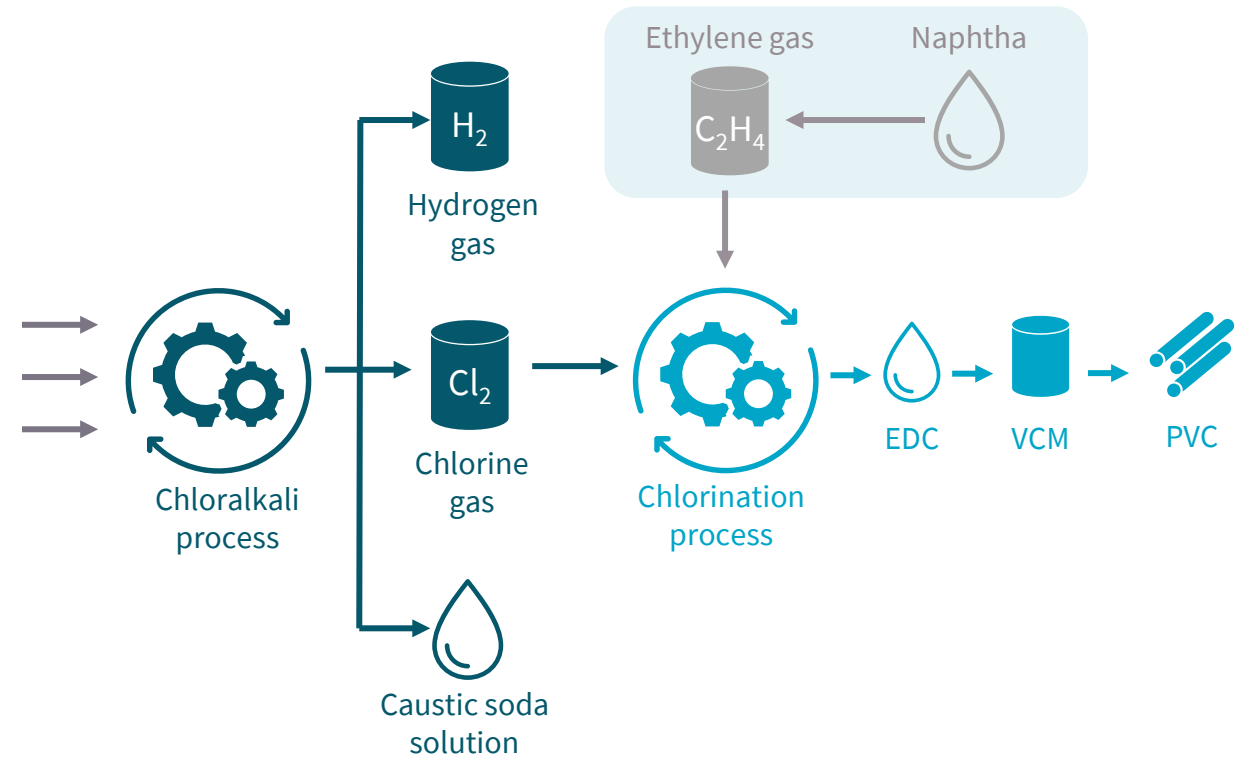 Ethylene gas
Naphtha
H₂
C₂H₄
Hydrogen
gas
Cl₂
Chloralkali
process
Chlorine
gas
Chlorination
process
EDC
VCM
PVC
Caustic soda
solution